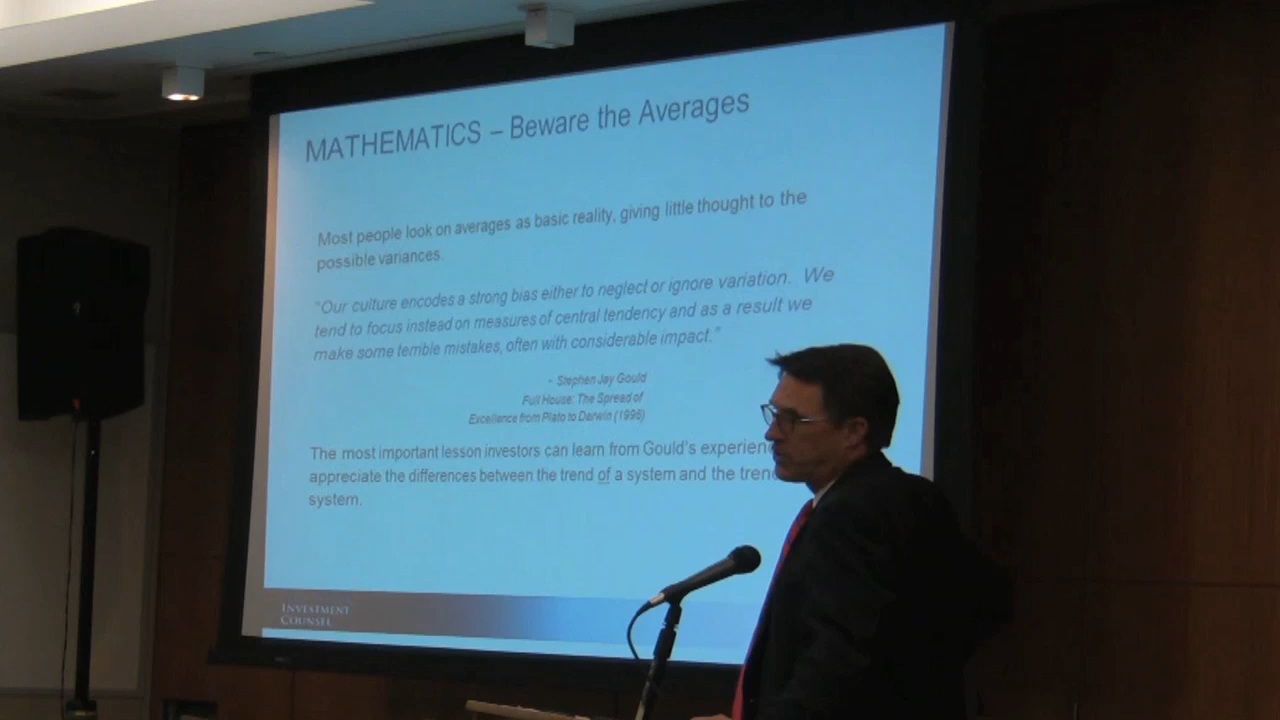 MATHEMATICS – Beware the Averages
Most people look on averages as basic reality, giving little thought to the
possible variances.
"Our culture encodes a strong bias either to neglect or ignore variation. We
tend to focus instead on measures of central tendency and as a result we
make some terrible mistakes, often with considerable impact."
- Stephen Jay Gould
Full House: The Spread of
Excellence from Plato to Darwin (1996)
The most important lesson investors can learn from Gould's
appreciate the differences between the trend of a system and the
system.
INVESTMENT
COUNSEL